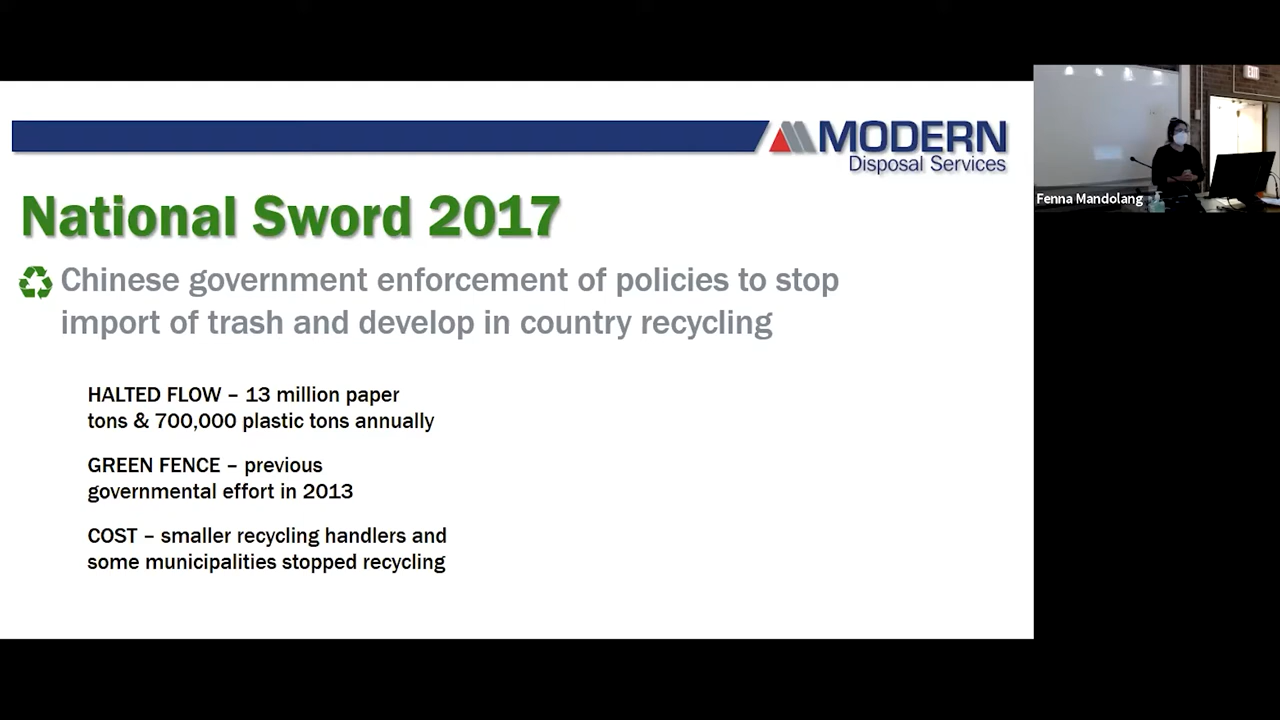 MODERN
Disposal Services
National Sword 2017
Chinese government enforcement of policies to stop
import of trash and develop in country recycling
HALTED FLOW – 13 million paper
tons & 700,000 plastic tons annually
GREEN FENCE – previous
governmental effort in 2013
COST – smaller recycling handlers and
some municipalities stopped recycling
EXIT
Fenna Mandolang